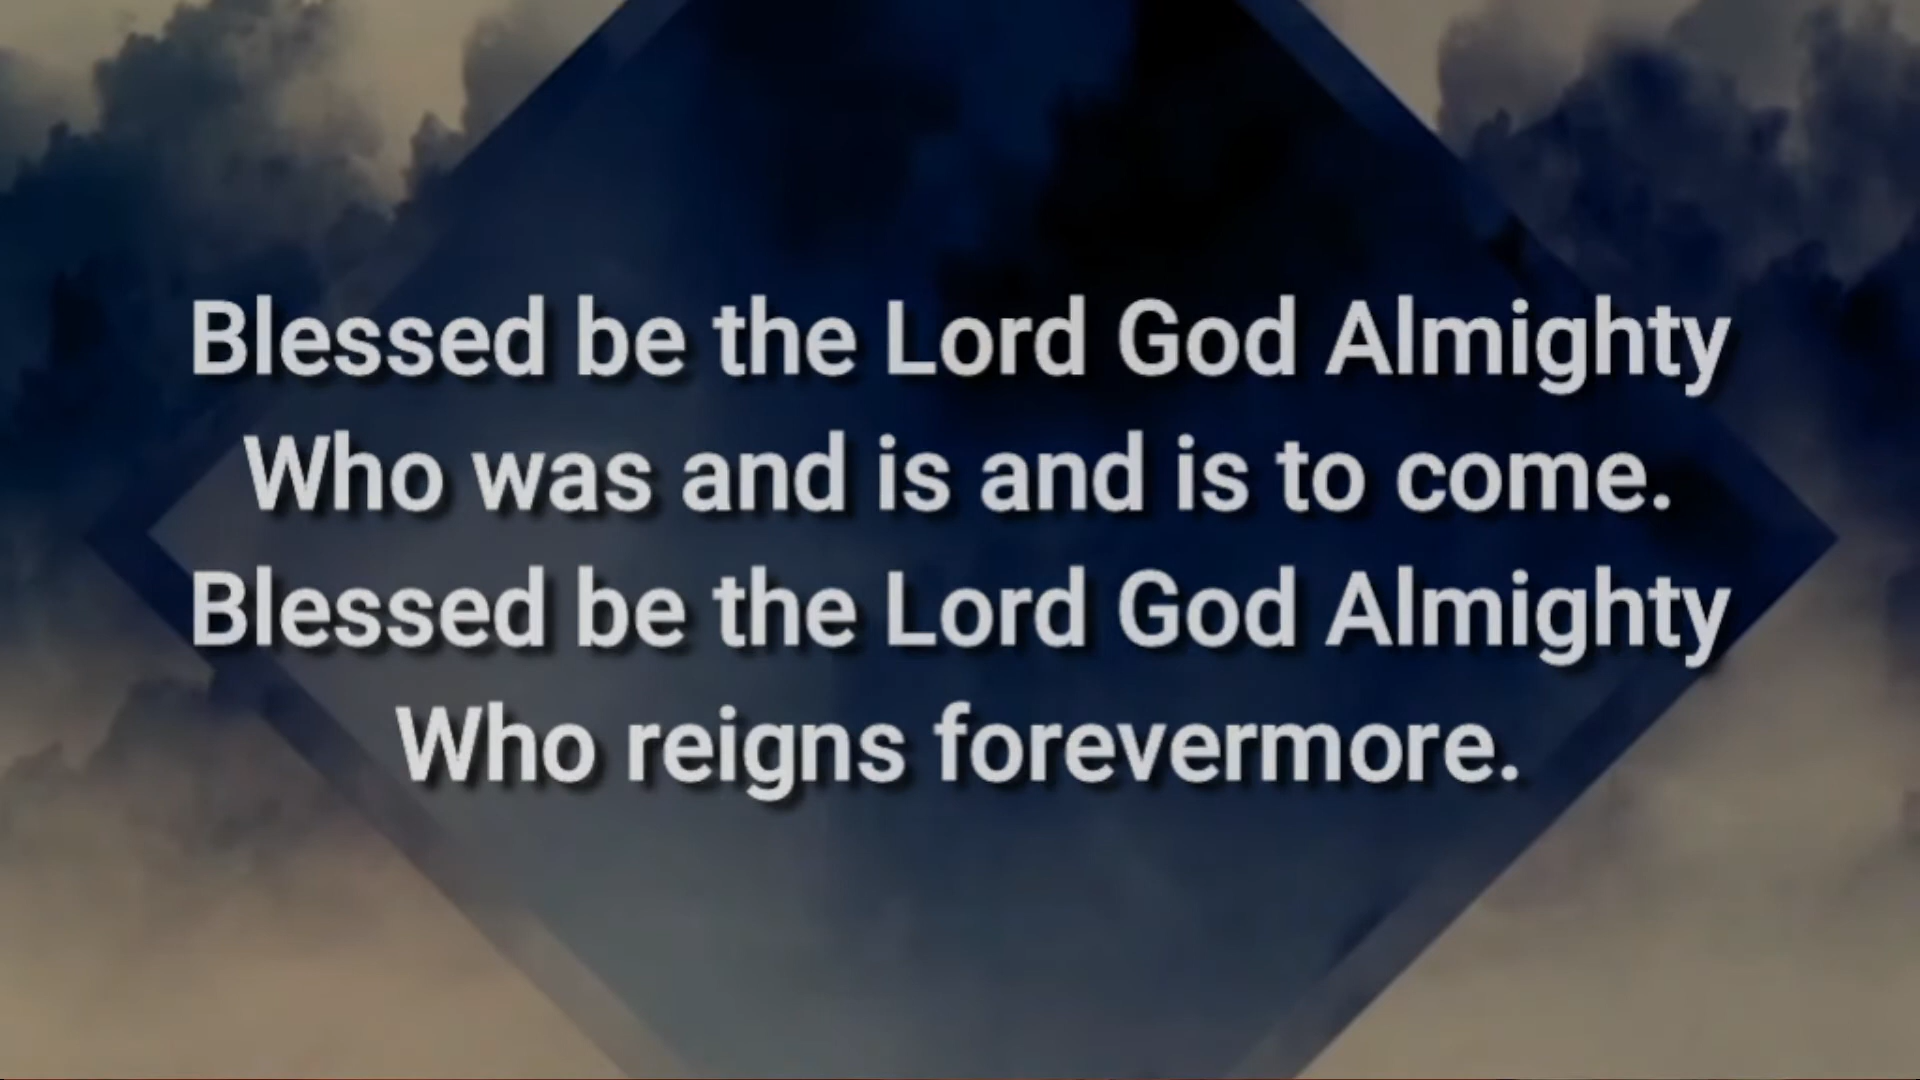 Blessed be the Lord God Almighty
Who was and is and is to come.
Blessed be the Lord God Almighty
Who reigns forevermore.